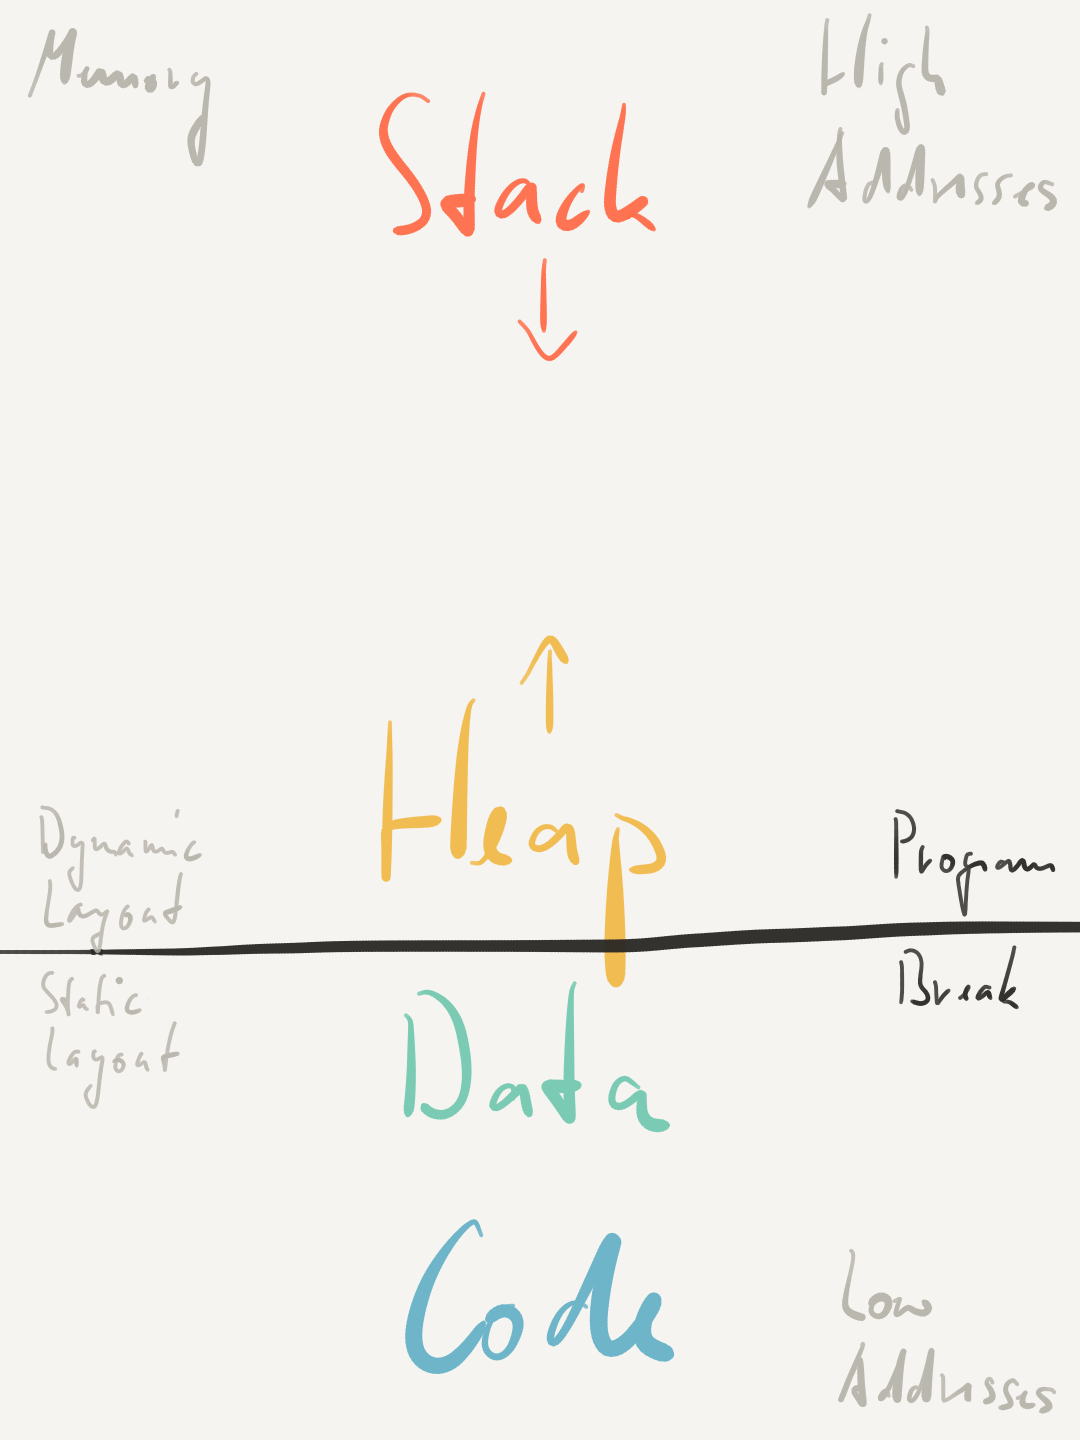 Memory
High
Addresses
Stack
Heap
Dynamic
Layout
Program
Break
Static
Layout
Data
Code
Low
Addresses